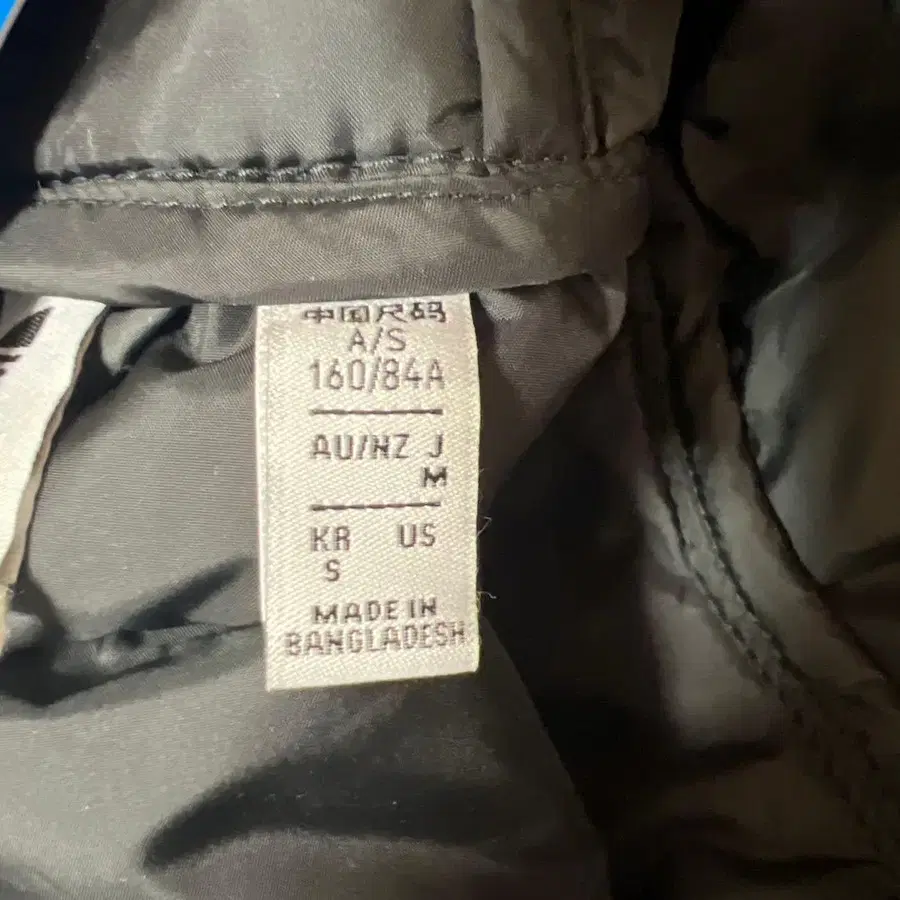 中国尺码
A/S
160/84A
AU/NZ J
M
KR US
S
MADE IN
BANGLADESH